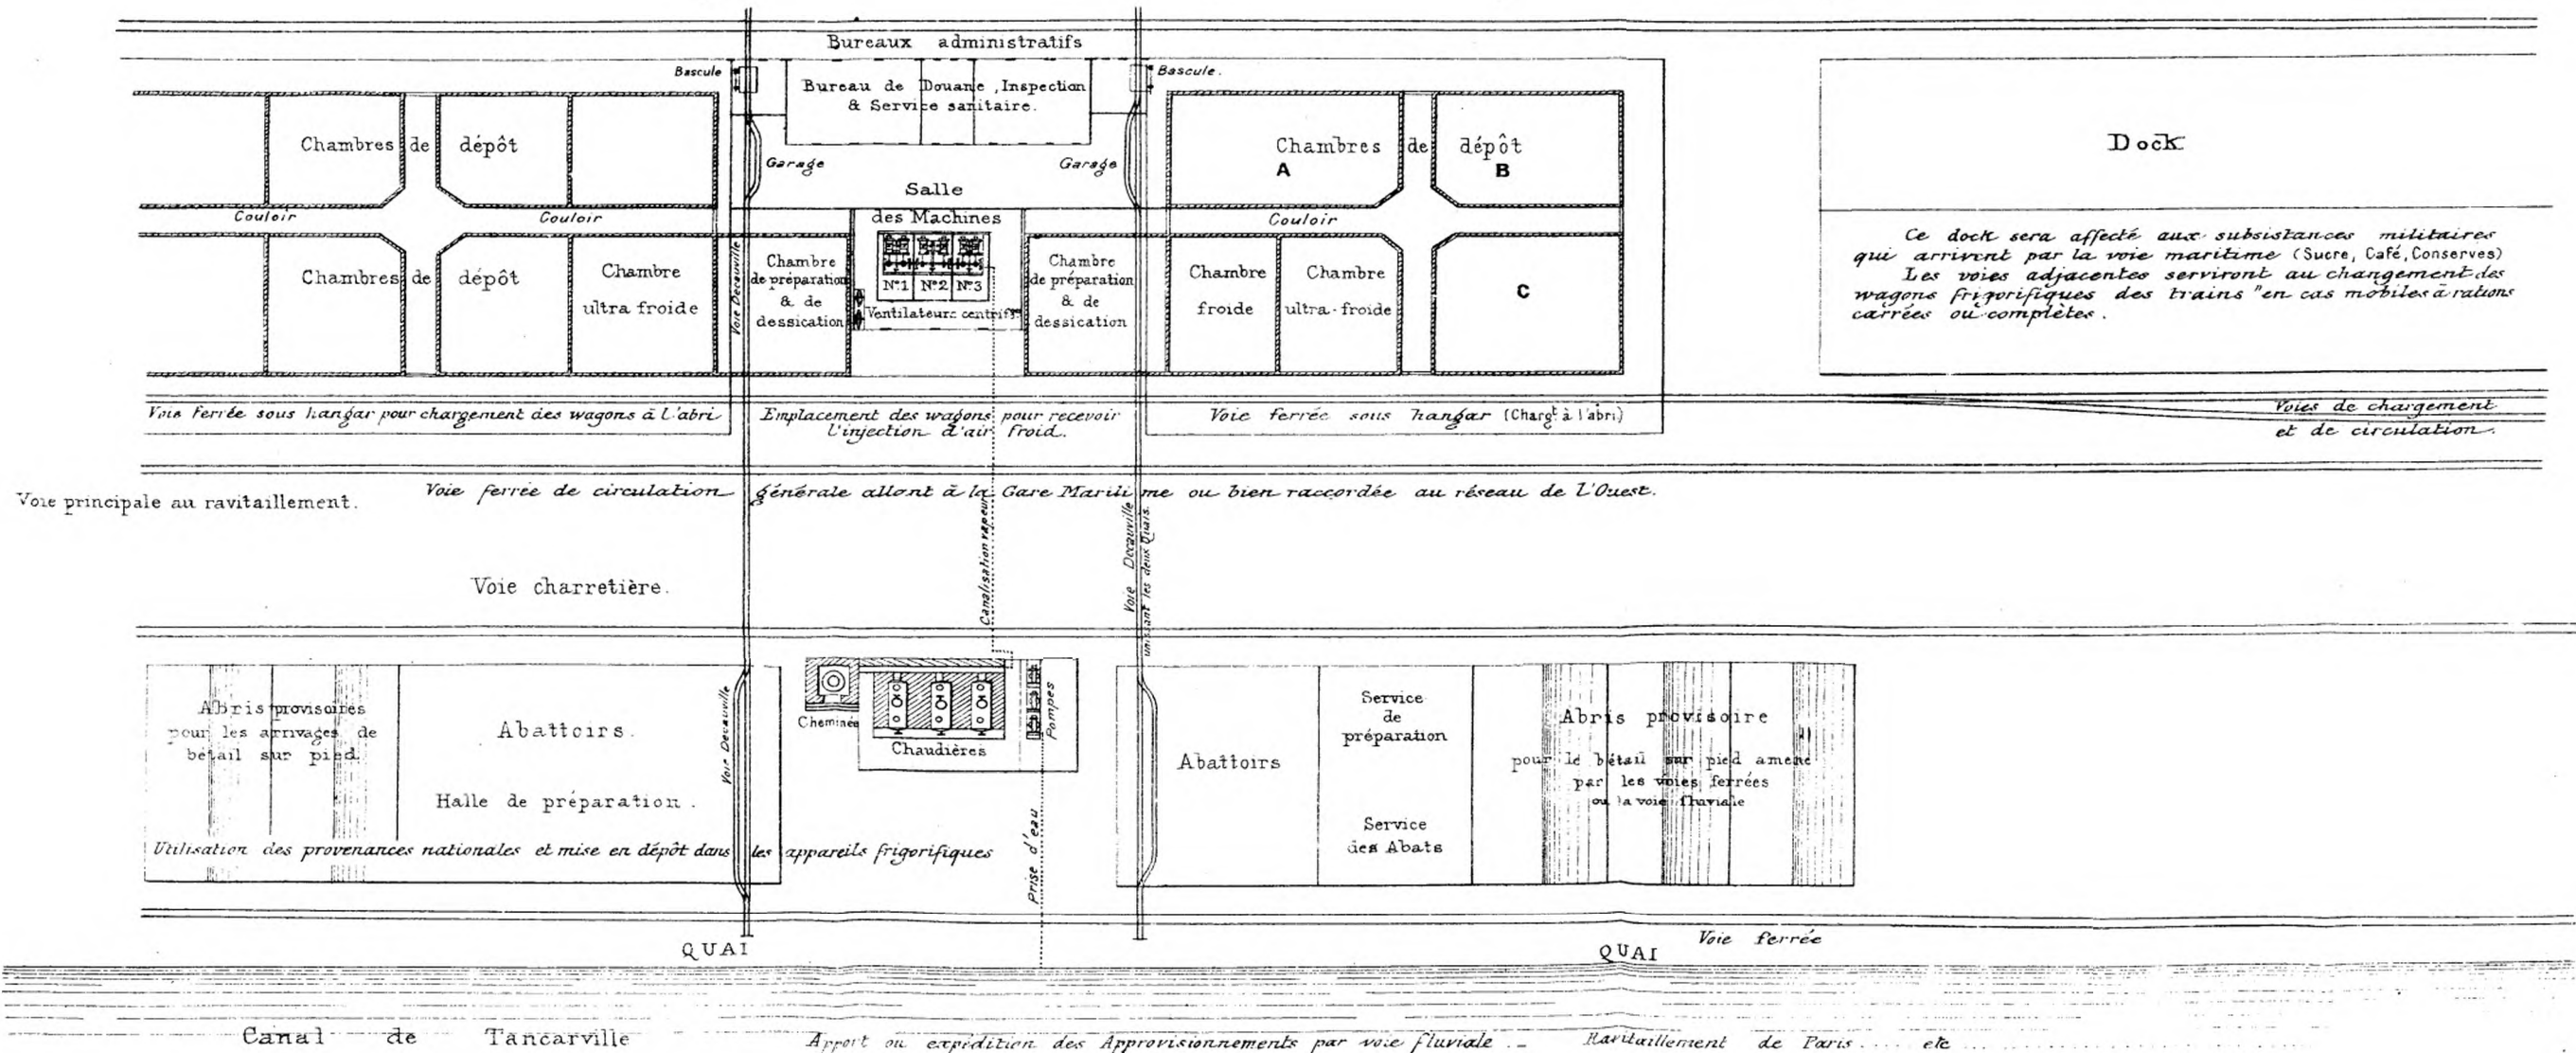 Bureaux administratifs
Bascule
Bureau de Douane, Inspection
& Service sanitaire.
Bascule.
Chambres de dépôt
Garage
Garage
Salle
des Machines
Chambres de dépôt
A
B
Dock
Couloir
Couloir
Couloir
Chambres de dépôt
Chambre
ultra froide
Voie Decauville
Chambre
de préparation
& de
dessication
N°1 N°2 N°3
Ventilateurs centrifs
Chambre
de préparation
& de
dessication
Chambre
froide
Chambre
ultra-froide
C
Ce dock sera affecté aux subsistances militaires
qui arrivent par la voie maritime (Sucre, Café, Conserves)
Les voies adjacentes serviront au changement des
wagons frigorifiques des trains "en cas mobiles à rations
carrées ou complètes.
Voie ferrée sous hangar pour chargement des wagons à l'abri
Emplacement des wagons pour recevoir
l'injection d'air froid.
Voie ferrée sous hangar (Chargt à l'abri)
Voies de chargement
et de circulation.
Voie principale au ravitaillement.
Voie ferrée de circulation générale allont à la Gare Maritime ou bien raccordée au réseau de l'Ouest.
Canalisation vapeur
Voie Decauville
unissant les deux Quais.
Voie charretière.
Abris provisoires
pour les arrivages de
bétail sur pied.
Abattoirs.
Halle de préparation.
Voie Decauville
Cheminée
Chaudières
Pompes
Prise d'eau
Abattoirs
Service
de
préparation
Service
des Abats
Abris provisoire
pour le bétail sur pied amené
par les voies ferrées
ou la voie fluviale
Utilisation des provenances nationales et mise en dépôt dans les appareils frigorifiques
QUAI
QUAI
Voie ferrée
Canal de Tancarville
Apport ou expédition des Approvisionnements par voie fluviale. _ Ravitaillement de Paris.... etc